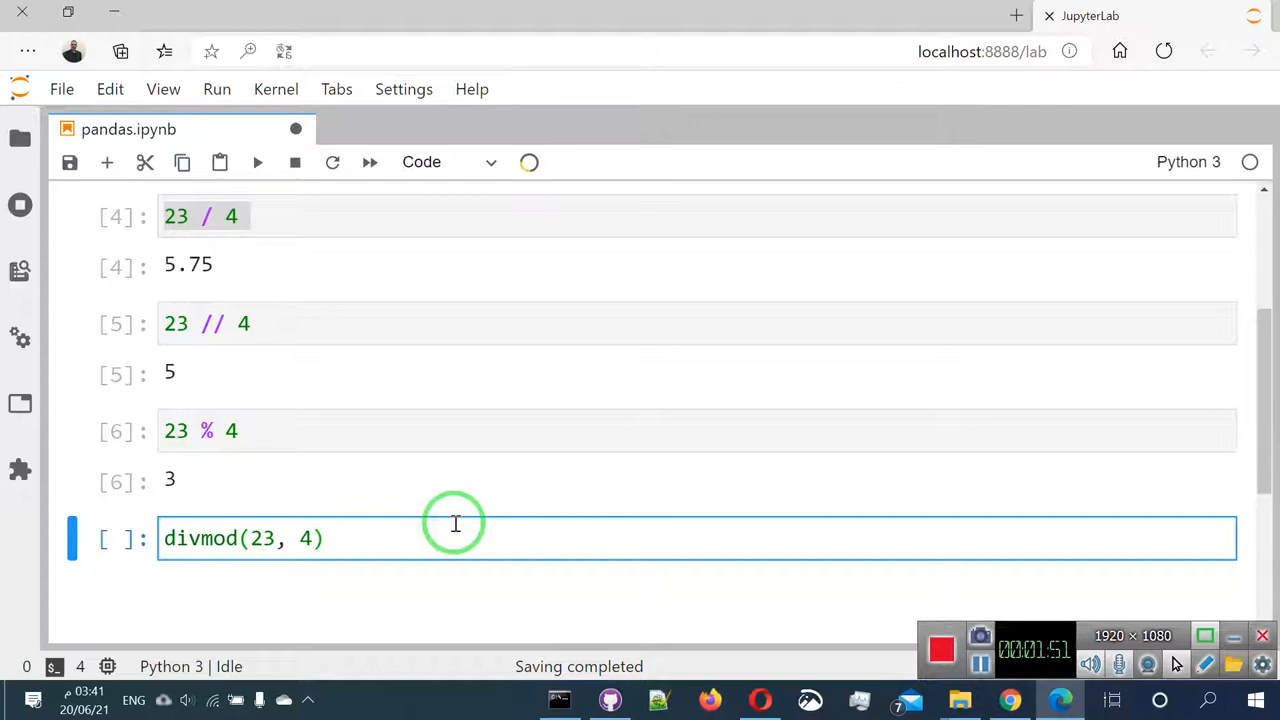 JupyterLab
localhost:8888/lab
File Edit View Run Kernel Tabs Settings Help
pandas.ipynb
Code Python 3
[4]: 23 / 4
[4]: 5.75
[5]: 23 // 4
[5]: 5
[6]: 23 % 4
[6]: 3
[ ]: divmod(23, 4)
1920 × 1080
00:01:51
0 $_ 4 Python 3 | Idle Saving completed
03:41 م
20/06/21
ENG
7